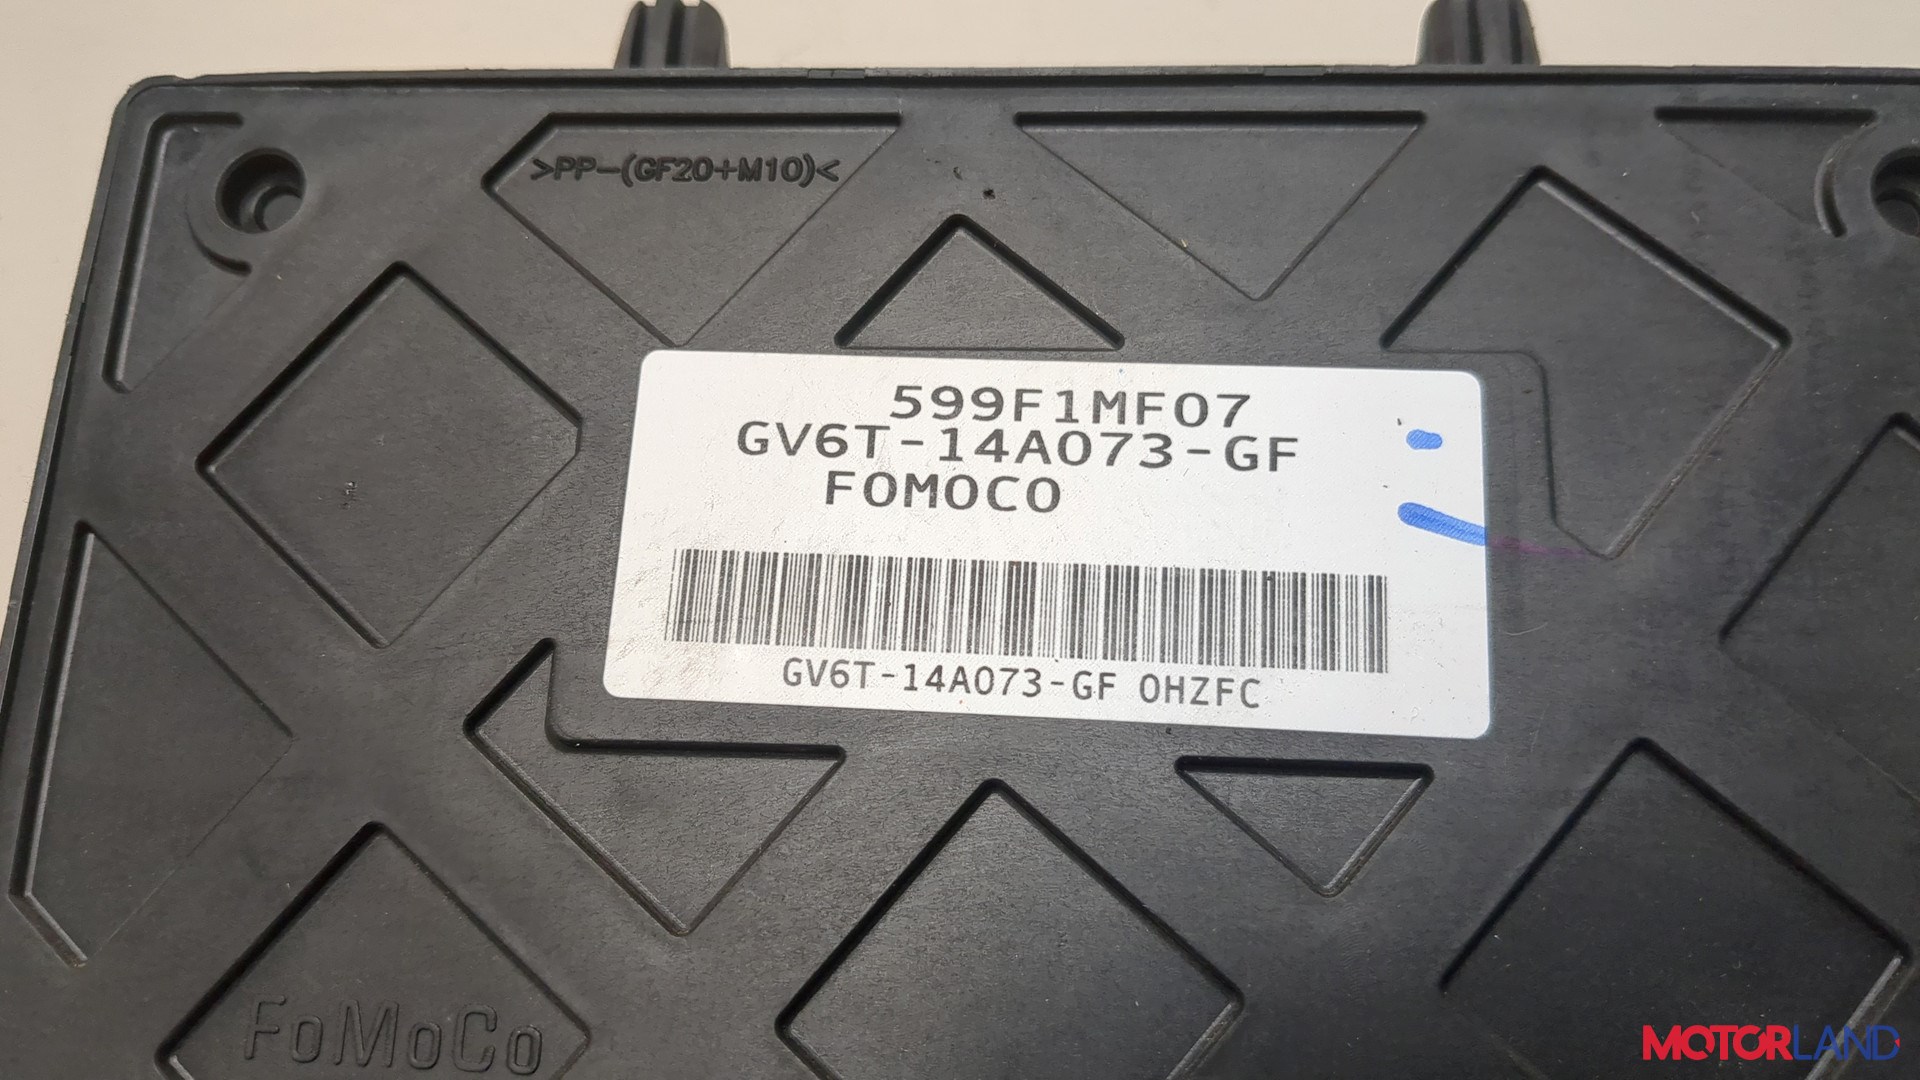 >PP-(GF20+M10)<
599F1MF07
GV6T-14A073-GF
FOMOCO
GV6T-14A073-GF 0HZFC
FoMoCo
MOTORLAND